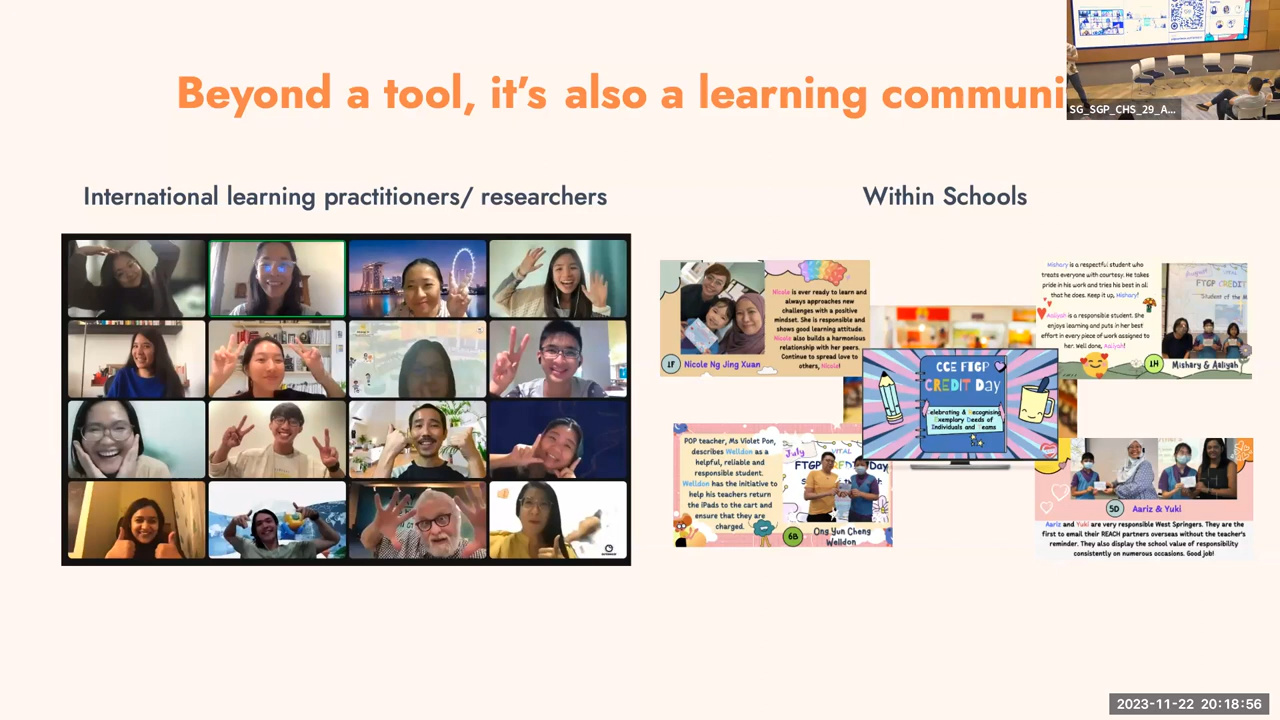 Beyond a tool, it's also a learning communi
SG_SGP_CHS_29_A...
International learning practitioners/ researchers
Within Schools
Nicole is ever ready to learn and
always approaches new
challenges with a positive
mindset. She is responsible and
shows good learning attitude.
Nicole also builds a harmonious
relationship with her peers.
Continue to spread love to
others, Nicole!
1F
Nicole Ng Jing Xuan
Mishary is a respectful student who
treats everyone with courtesy. He takes
pride in his work and tries his best in all
that he does. Keep it up, Mishary!
Aaliyah is a responsible student. She
enjoys learning and puts in her best
effort in every piece of work assigned to
her. Well done, Aaliyah!
August
FTGP CREDIT
Student of the M
1H
Mishary & Aaliyah
CCE FTGP
CREDIT Day
Celebrating & Recognising
Exemplary Deeds of
Individuals and Teams
POP teacher, Ms Violet Pon,
describes Welldon as a
helpful, reliable and
responsible student.
Welldon has the initiative to
help his teachers return
the iPads to the cart and
ensure that they are
charged.
July
VITAL
FTGP
Day
6B
Ong Yun Cheng
Welldon
5D
Aariz & Yuki
Aariz and Yuki are very responsible West Springers. They are the
first to email their REACH partners overseas without the teacher's
reminder. They also display the school value of responsibility
consistently on numerous occasions. Good job!
2023-11-22 20:18:56